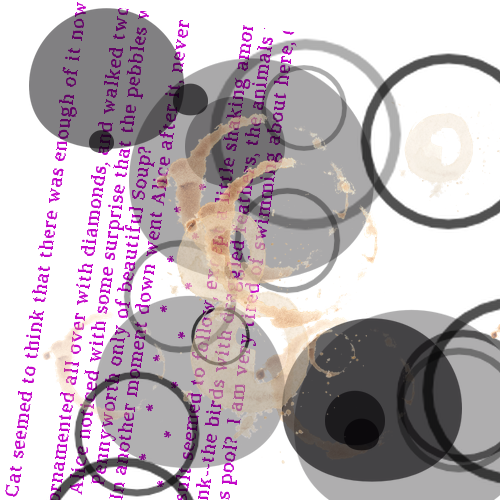 Cat seemed to think that there was enough of it now
ornamented all over with diamonds, and walked two
Alice noticed with some surprise that the pebbles w
pennyworth only of beautiful Soup?
in another moment down went Alice after it, never
* * * * * *
* * * * * * *
seemed to follow, except a little shaking
nk--the birds with draggled feathers, the animals
s pool? I am very tired of swimming about here,